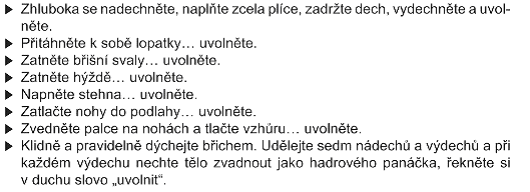 ▶ Zhluboka se nadechněte, naplňte zcela plíce, zadržte dech, vydechněte a uvol-
něte.
▶ Přitáhněte k sobě lopatky… uvolněte.
▶ Zatněte břišní svaly… uvolněte.
▶ Zatněte hýždě… uvolněte.
▶ Napněte stehna… uvolněte.
▶ Zatlačte nohy do podlahy… uvolněte.
▶ Zvedněte palce na nohách a tlačte vzhůru… uvolněte.
▶ Klidně a pravidelně dýchejte břichem. Udělejte sedm nádechů a výdechů a při
každém výdechu nechte tělo zvadnout jako hadrového panáčka, řekněte si
v duchu slovo „uvolnit“.